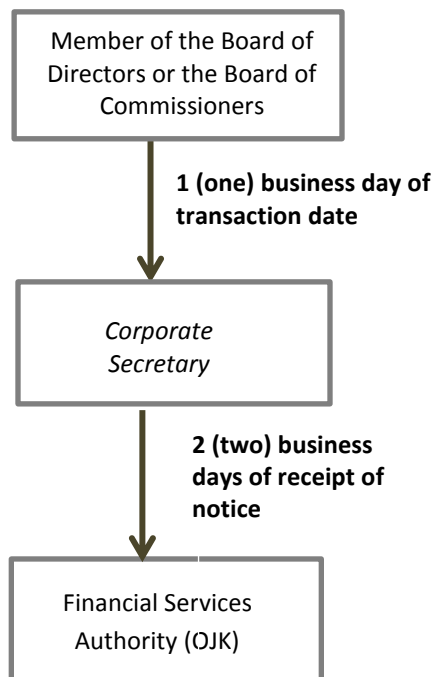 Member of the Board of
Directors or the Board of
Commissioners
1 (one) business day of
transaction date
Corporate
Secretary
2 (two) business
days of receipt of
notice
Financial Services
Authority (OJK)